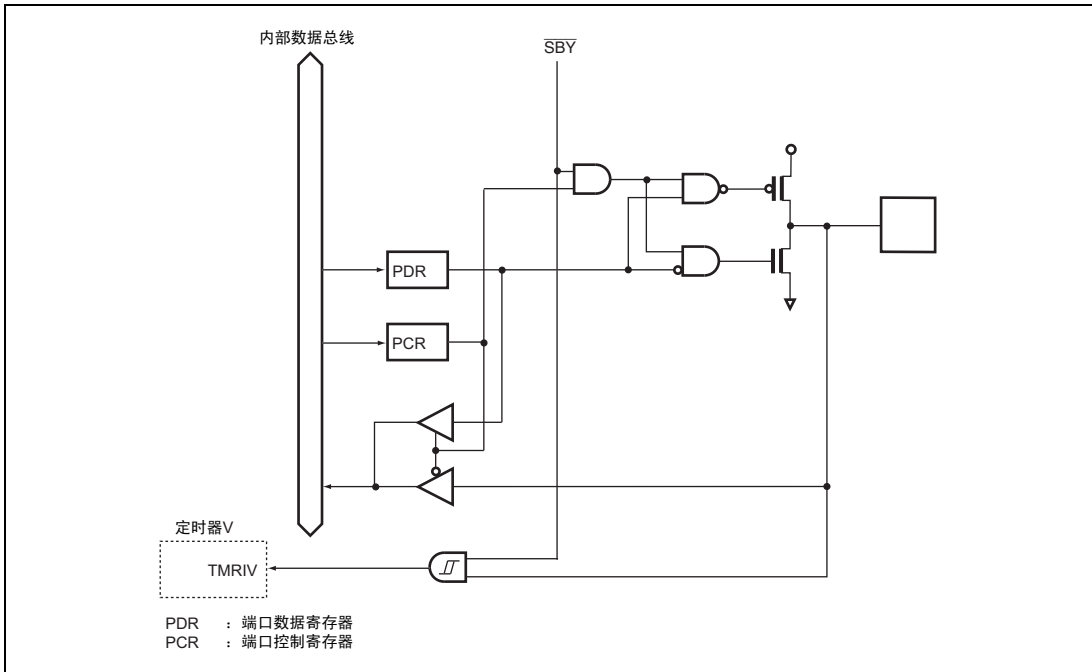 内部数据总线
SBY
PDR
PCR
定时器V
TMRIV
PDR ： 端口数据寄存器
PCR ： 端口控制寄存器